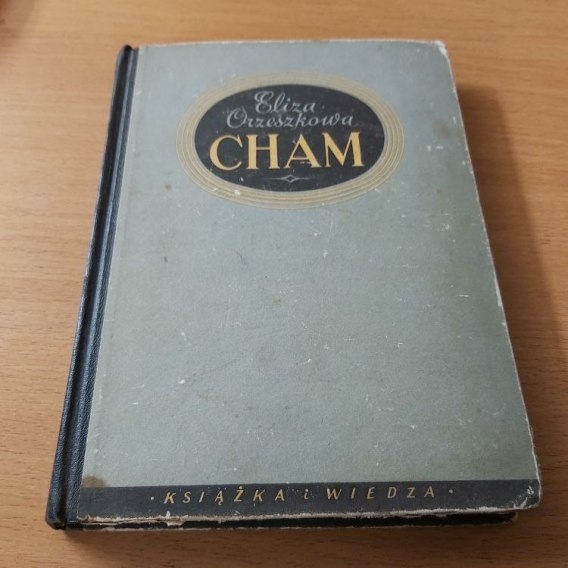 Eliza
Orzeszkowa
CHAM
· KSIĄŻKA i WIEDZA ·